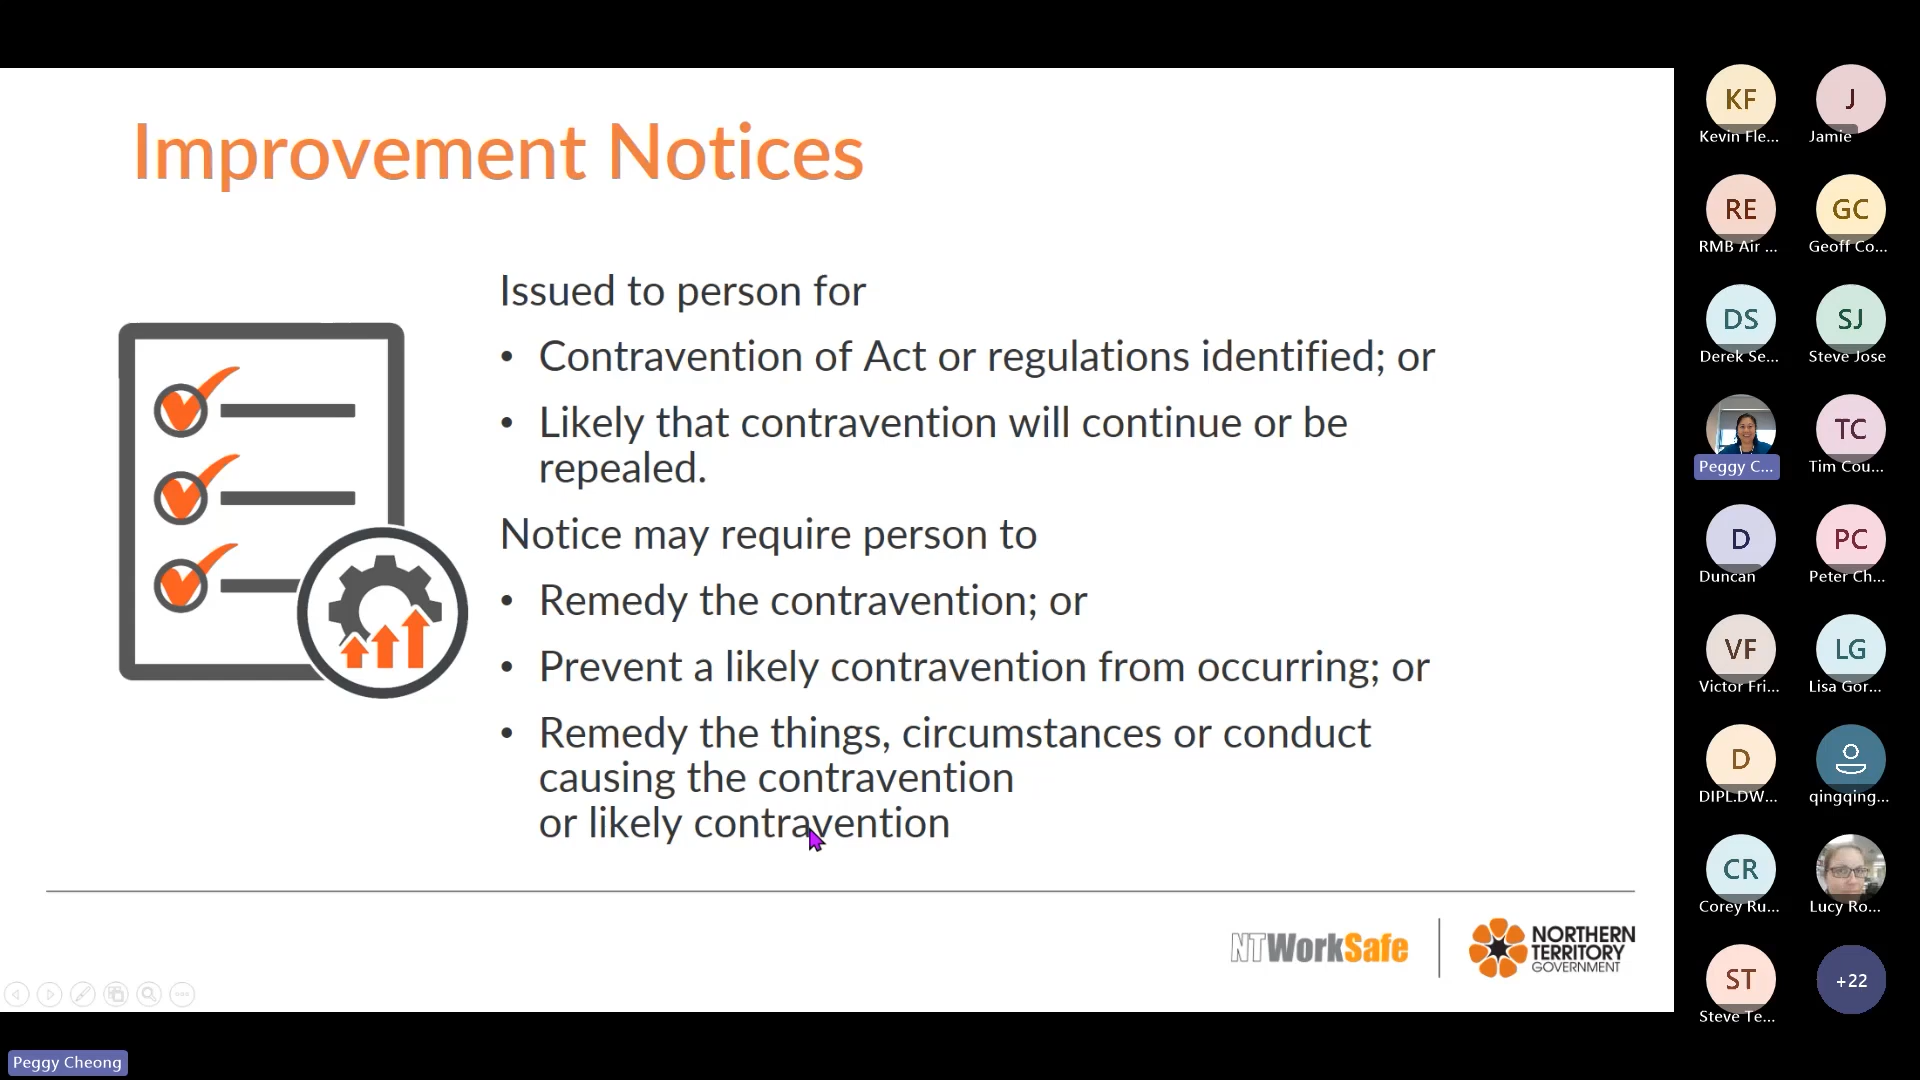 Improvement Notices
Issued to person for
• Contravention of Act or regulations identified; or
• Likely that contravention will continue or be
repealed.
Notice may require person to
• Remedy the contravention; or
• Prevent a likely contravention from occurring; or
• Remedy the things, circumstances or conduct
causing the contravention
or likely contravention
NTWorkSafe
NORTHERN
TERRITORY
GOVERNMENT
Peggy Cheong
KF
Kevin Fle...
J
Jamie
RE
RMB Air ...
GC
Geoff Co...
DS
Derek Se...
SJ
Steve Jose
Peggy C...
TC
Tim Cou...
D
Duncan
PC
Peter Ch...
VF
Victor Fri...
LG
Lisa Gor...
D
DIPL.DW...
qingqing...
CR
Corey Ru...
Lucy Ro...
ST
Steve Te...
+22